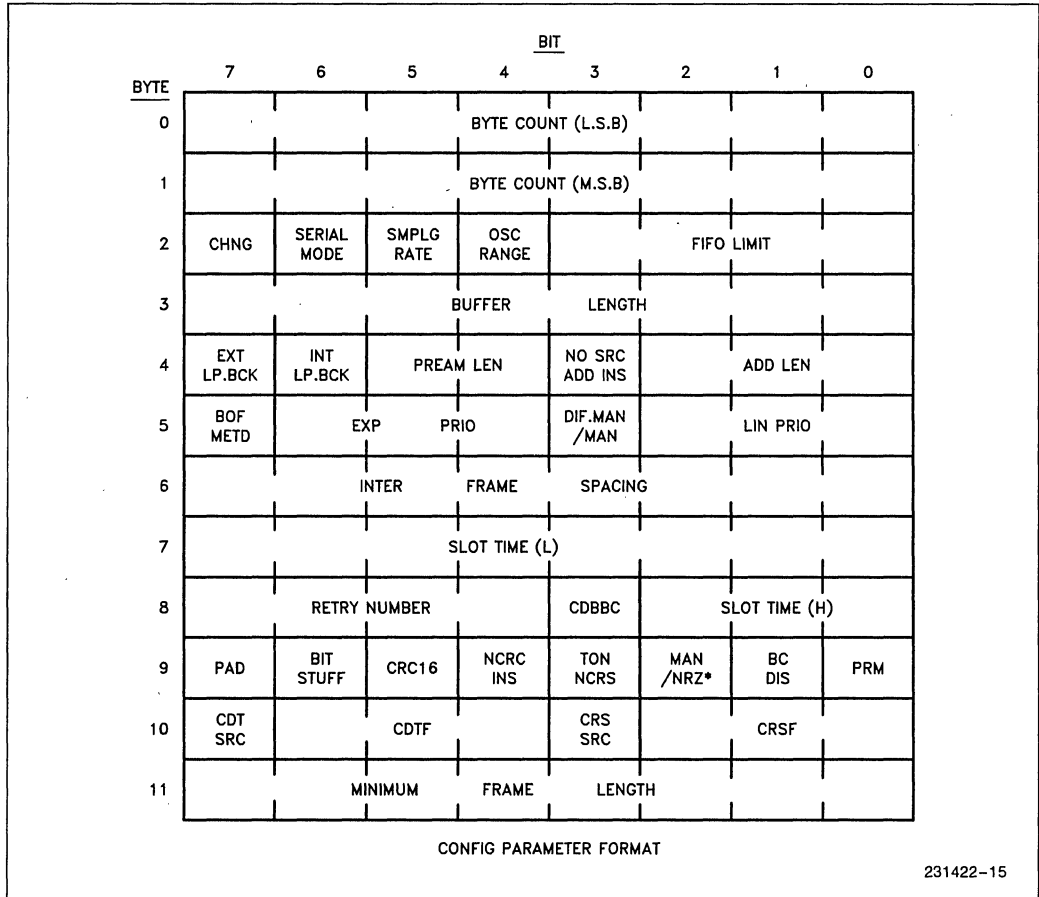 BIT
7 6 5 4 3 2 1 0
BYTE
0 BYTE COUNT (L.S.B)
1 BYTE COUNT (M.S.B)
2 CHNG SERIAL MODE SMPLG RATE OSC RANGE FIFO LIMIT
3 BUFFER LENGTH
4 EXT LP.BCK INT LP.BCK PREAM LEN NO SRC ADD INS ADD LEN
5 BOF METD EXP PRIO DIF.MAN /MAN LIN PRIO
6 INTER FRAME SPACING
7 SLOT TIME (L)
8 RETRY NUMBER CDBBC SLOT TIME (H)
9 PAD BIT STUFF CRC16 NCRC INS TON NCRS MAN /NRZ* BC DIS PRM
10 CDT SRC CDTF CRS SRC CRSF
11 MINIMUM FRAME LENGTH
CONFIG PARAMETER FORMAT
231422-15